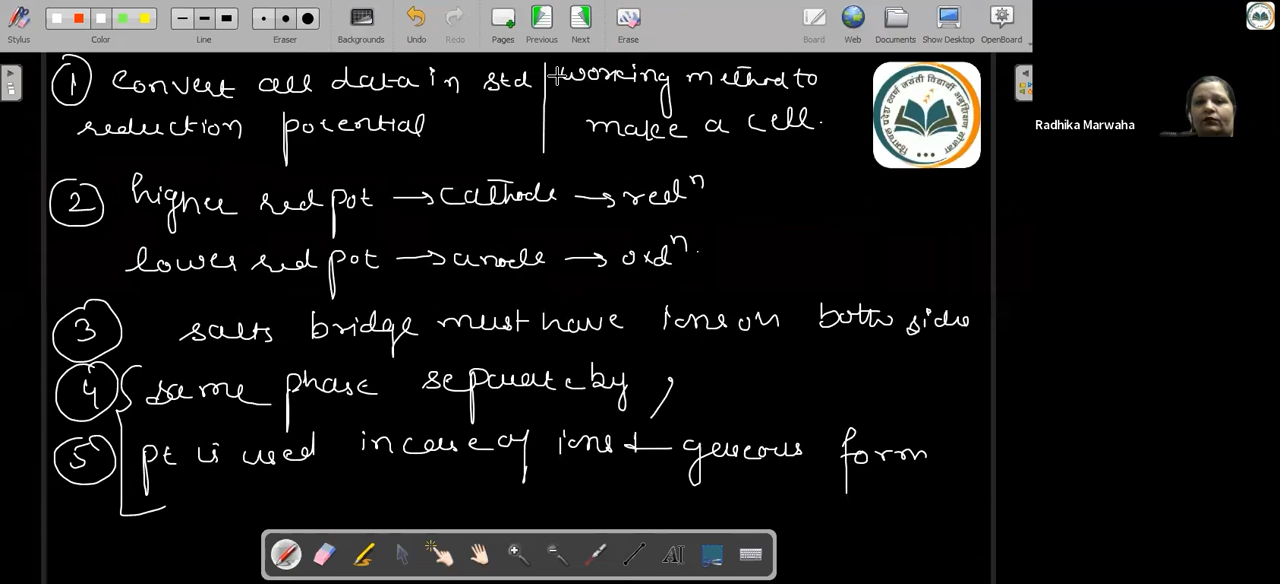 Stylus
Color
Line
Eraser
Backgrounds
Undo
Redo
Pages
Previous
Next
Erase
Board
Web
Documents
Show Desktop
OpenBoard
1 Convert all data in std | working method to
reduction potential make a cell.
2 higher red pot → cathode → redⁿ
lower red pot → anode → oxdⁿ.
3 salts bridge must have ions on both side
4 same phase separate by ,
5 pt is used in case of ions + geseous form
Radhika Marwaha